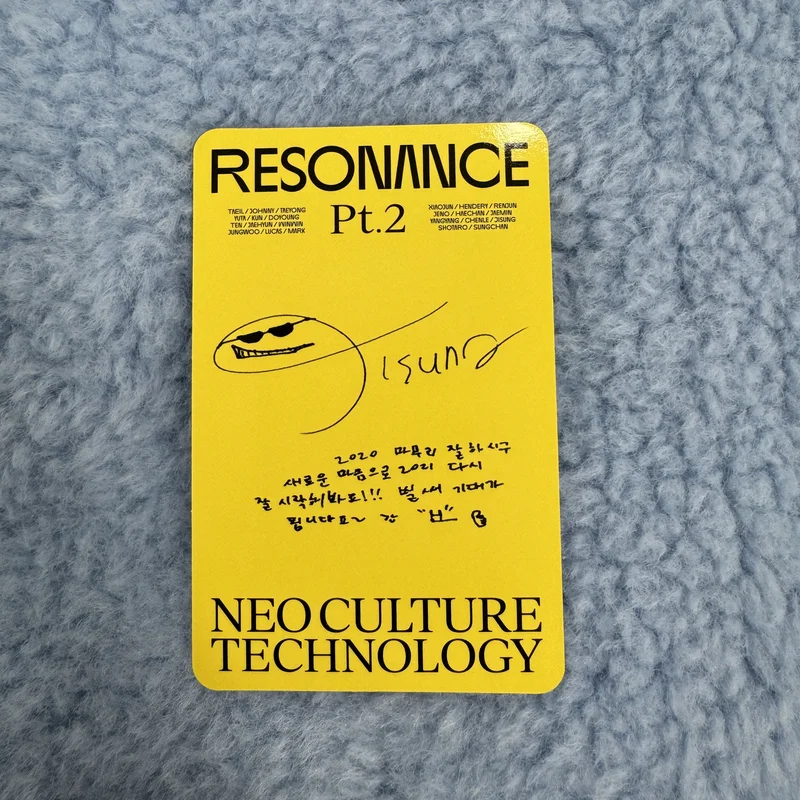 RESONANCE
Pt.2
TAEIL / JOHNNY / TAEYONG
YUTA / KUN / DOYOUNG
TEN / JAEHYUN / WINWIN
JUNGWOO / LUCAS / MARK
XIAOJUN / HENDERY / RENJUN
JENO / HAECHAN / JAEMIN
YANGYANG / CHENLE / JISUNG
SHOTARO / SUNGCHAN
Jisung
2020 마무리 잘 하시구
새로운 마음으로 2021 다시
잘 시작해봐요!!! 벌써 기대가
됩니다요~
NEO CULTURE
TECHNOLOGY